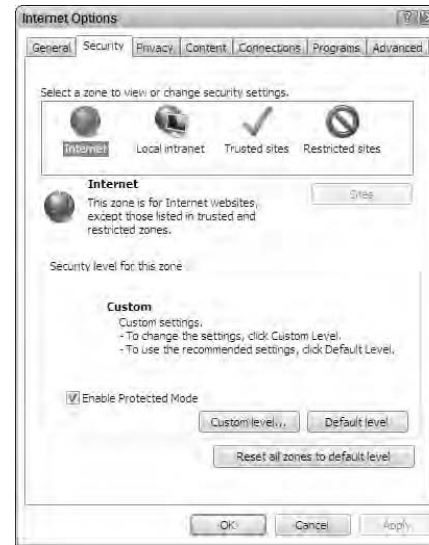 Internet Options
General Security Privacy Content Connections Programs Advanced
Select a zone to view or change security settings.
Internet Local intranet Trusted sites Restricted sites
Internet
Sites
This zone is for Internet websites,
except those listed in trusted and
restricted zones.
Security level for this zone
Custom
Custom settings.
- To change the settings, click Custom Level.
- To use the recommended settings, click Default Level.
Enable Protected Mode
Custom level... Default level
Reset all zones to default level
OK Cancel Apply